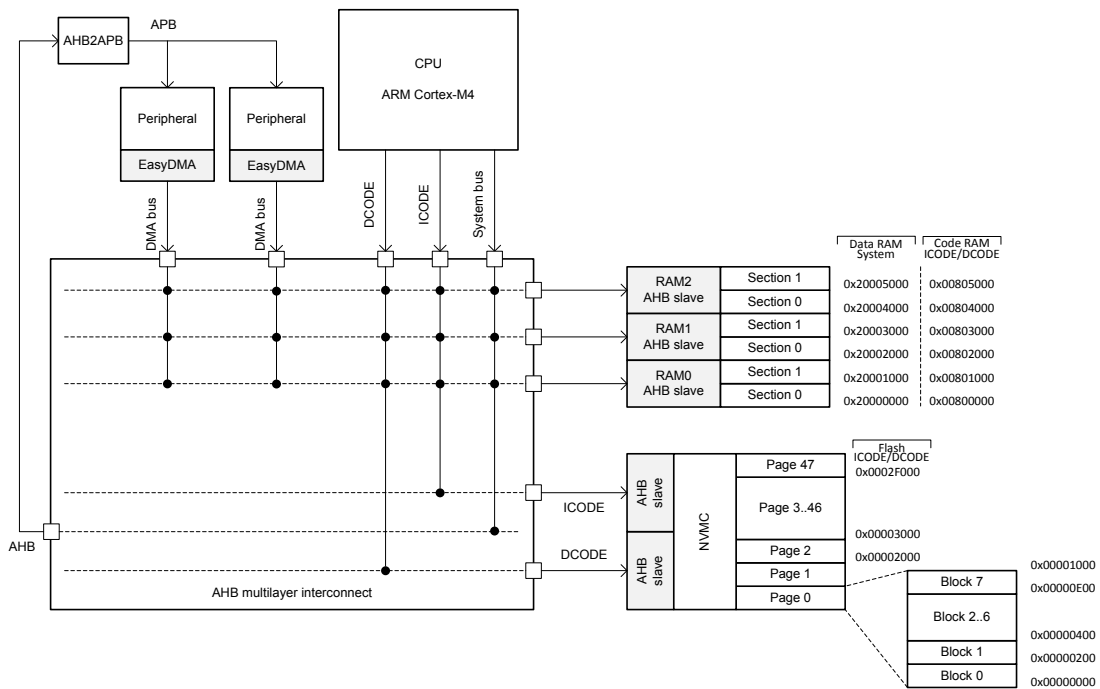 APB
AHB2APB
CPU
ARM Cortex-M4
Peripheral
Peripheral
EasyDMA
EasyDMA
DMA bus
DMA bus
DCODE
ICODE
System bus
Data RAM
System
Code RAM
ICODE/DCODE
RAM2
AHB slave
Section 1
0x20005000
0x00805000
Section 0
0x20004000
0x00804000
RAM1
AHB slave
Section 1
0x20003000
0x00803000
Section 0
0x20002000
0x00802000
RAM0
AHB slave
Section 1
0x20001000
0x00801000
Section 0
0x20000000
0x00800000
Flash
ICODE/DCODE
0x0002F000
Page 47
ICODE
AHB
slave
NVMC
Page 3..46
0x00003000
AHB
DCODE
AHB
slave
Page 2
0x00002000
Page 1
0x00001000
Page 0
AHB multilayer interconnect
Block 7
0x00000E00
Block 2..6
0x00000400
Block 1
0x00000200
Block 0
0x00000000